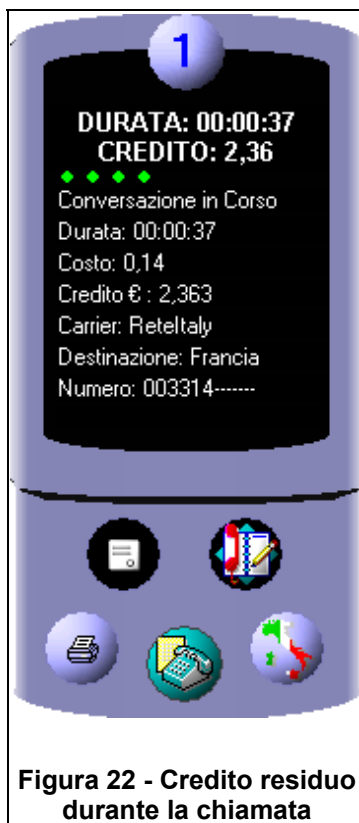 1
DURATA: 00:00:37
CREDITO: 2,36
Conversazione in Corso
Durata: 00:00:37
Costo: 0,14
Credito € : 2,363
Carrier: ReteItaly
Destinazione: Francia
Numero: 003314-------
Figura 22 - Credito residuo
durante la chiamata